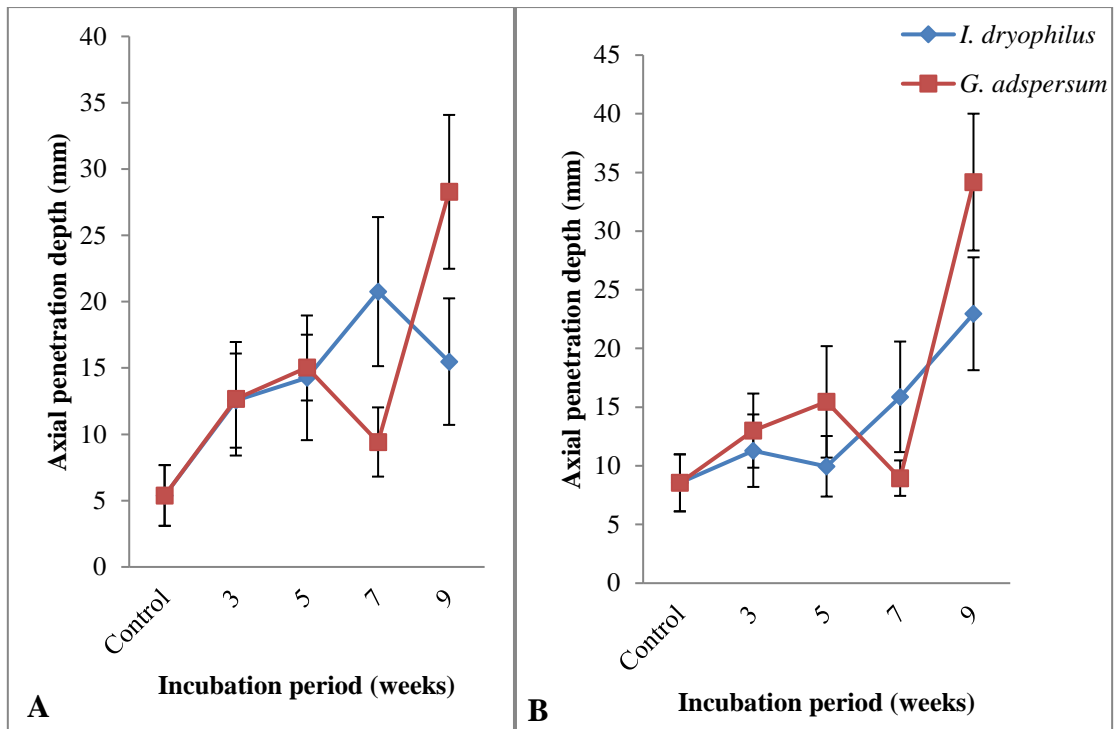 40
35
30
25
20
15
10
5
0
Axial penetration depth (mm)
Control
3
5
7
9
Incubation period (weeks)
A
I. dryophilus
G. adspersum
45
40
35
30
25
20
15
10
5
0
Axial penetration depth (mm)
Control
3
5
7
9
Incubation period (weeks)
B